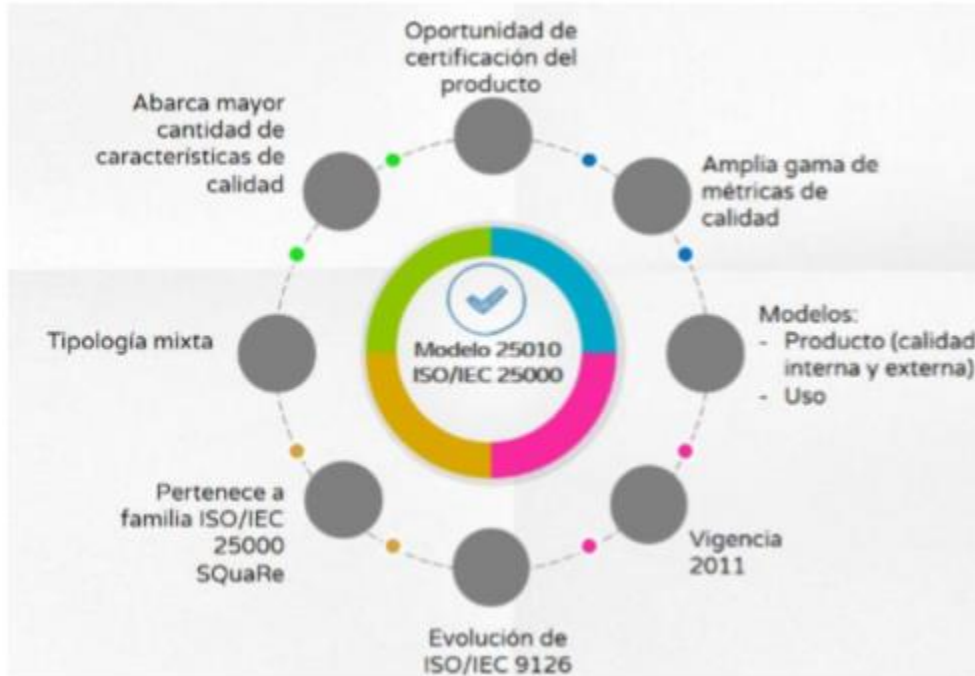 Oportunidad de
certificación del
producto
Abarca mayor
cantidad de
características de
calidad
Amplia gama de
métricas de
calidad
Tipología mixta
Modelo 25010
ISO/IEC 25000
Modelos:
- Producto (calidad
interna y externa)
- Uso
Pertenece a
familia ISO/IEC
25000
SQuaRe
Vigencia
2011
Evolución de
ISO/IEC 9126